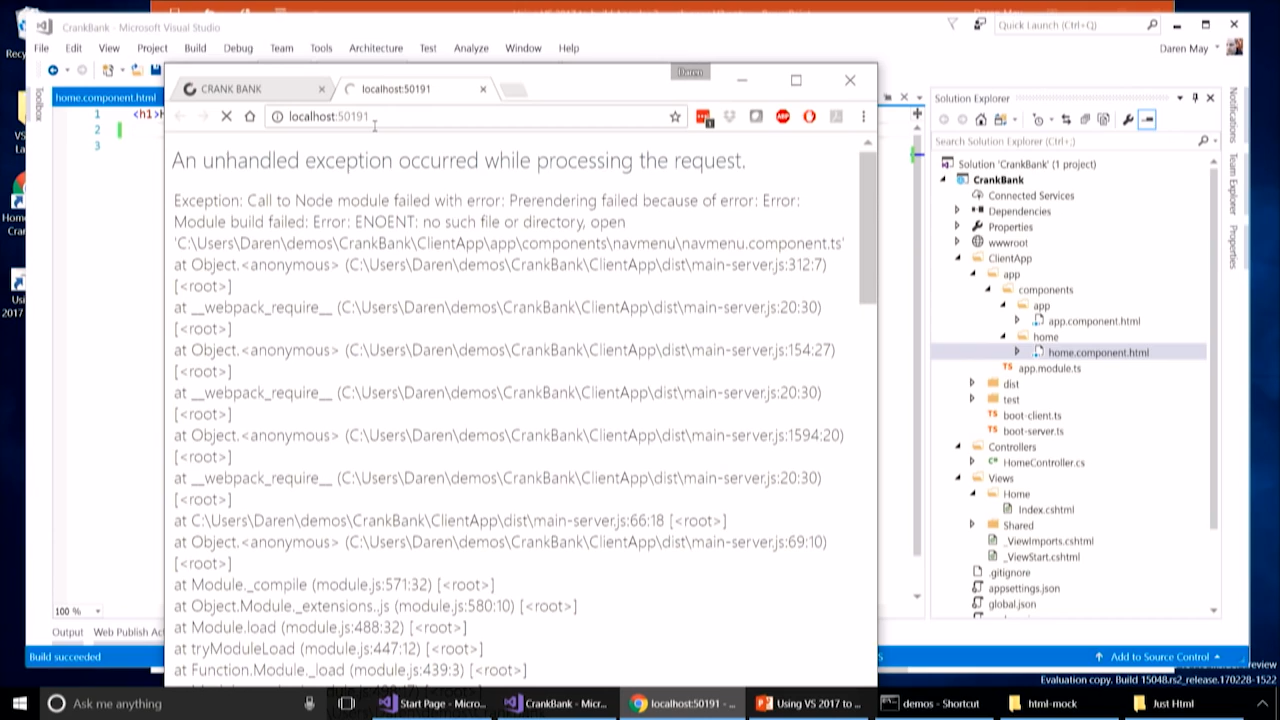 CrankBank - Microsoft Visual Studio
Quick Launch (Ctrl+Q)
File Edit View Project Build Debug Team Tools Architecture Test Analyze Window Help
Daren May
home.component.html
Toolbox
1 <h1>
2
3
100 %
Output Web Publish Ac
Build succeeded
Daren
CRANK BANK
localhost:50191
localhost:50191
An unhandled exception occurred while processing the request.
Exception: Call to Node module failed with error: Prerendering failed because of error: Error:
Module build failed: Error: ENOENT: no such file or directory, open
'C:\Users\Daren\demos\CrankBank\ClientApp\app\components\navmenu\navmenu.component.ts'
at Object.<anonymous> (C:\Users\Daren\demos\CrankBank\ClientApp\dist\main-server.js:312:7)
[<root>]
at __webpack_require__ (C:\Users\Daren\demos\CrankBank\ClientApp\dist\main-server.js:20:30)
[<root>]
at Object.<anonymous> (C:\Users\Daren\demos\CrankBank\ClientApp\dist\main-server.js:154:27)
[<root>]
at __webpack_require__ (C:\Users\Daren\demos\CrankBank\ClientApp\dist\main-server.js:20:30)
[<root>]
at Object.<anonymous> (C:\Users\Daren\demos\CrankBank\ClientApp\dist\main-server.js:1594:20)
[<root>]
at __webpack_require__ (C:\Users\Daren\demos\CrankBank\ClientApp\dist\main-server.js:20:30)
[<root>]
at C:\Users\Daren\demos\CrankBank\ClientApp\dist\main-server.js:66:18 [<root>]
at Object.<anonymous> (C:\Users\Daren\demos\CrankBank\ClientApp\dist\main-server.js:69:10)
[<root>]
at Module._compile (module.js:571:32) [<root>]
at Object.Module._extensions..js (module.js:580:10) [<root>]
at Module.load (module.js:488:32) [<root>]
at tryModuleLoad (module.js:447:12) [<root>]
at Function.Module._load (module.js:439:3) [<root>]
Solution Explorer
Search Solution Explorer (Ctrl+;)
Solution 'CrankBank' (1 project)
CrankBank
Connected Services
Dependencies
Properties
wwwroot
ClientApp
app
components
app
app.component.html
home
home.component.html
app.module.ts
dist
test
boot-client.ts
boot-server.ts
Controllers
HomeController.cs
Views
Home
Index.cshtml
Shared
_ViewImports.cshtml
_ViewStart.cshtml
.gitignore
appsettings.json
global.json
Notifications
Team Explorer
Properties
Add to Source Control
Evaluation copy. Build 15048.rs2_release.170228-1522
Ask me anything
Start Page - Micro...
CrankBank - Micr...
localhost:50191 - ...
Using VS 2017 to ...
demos - Shortcut
html-mock
Just Html